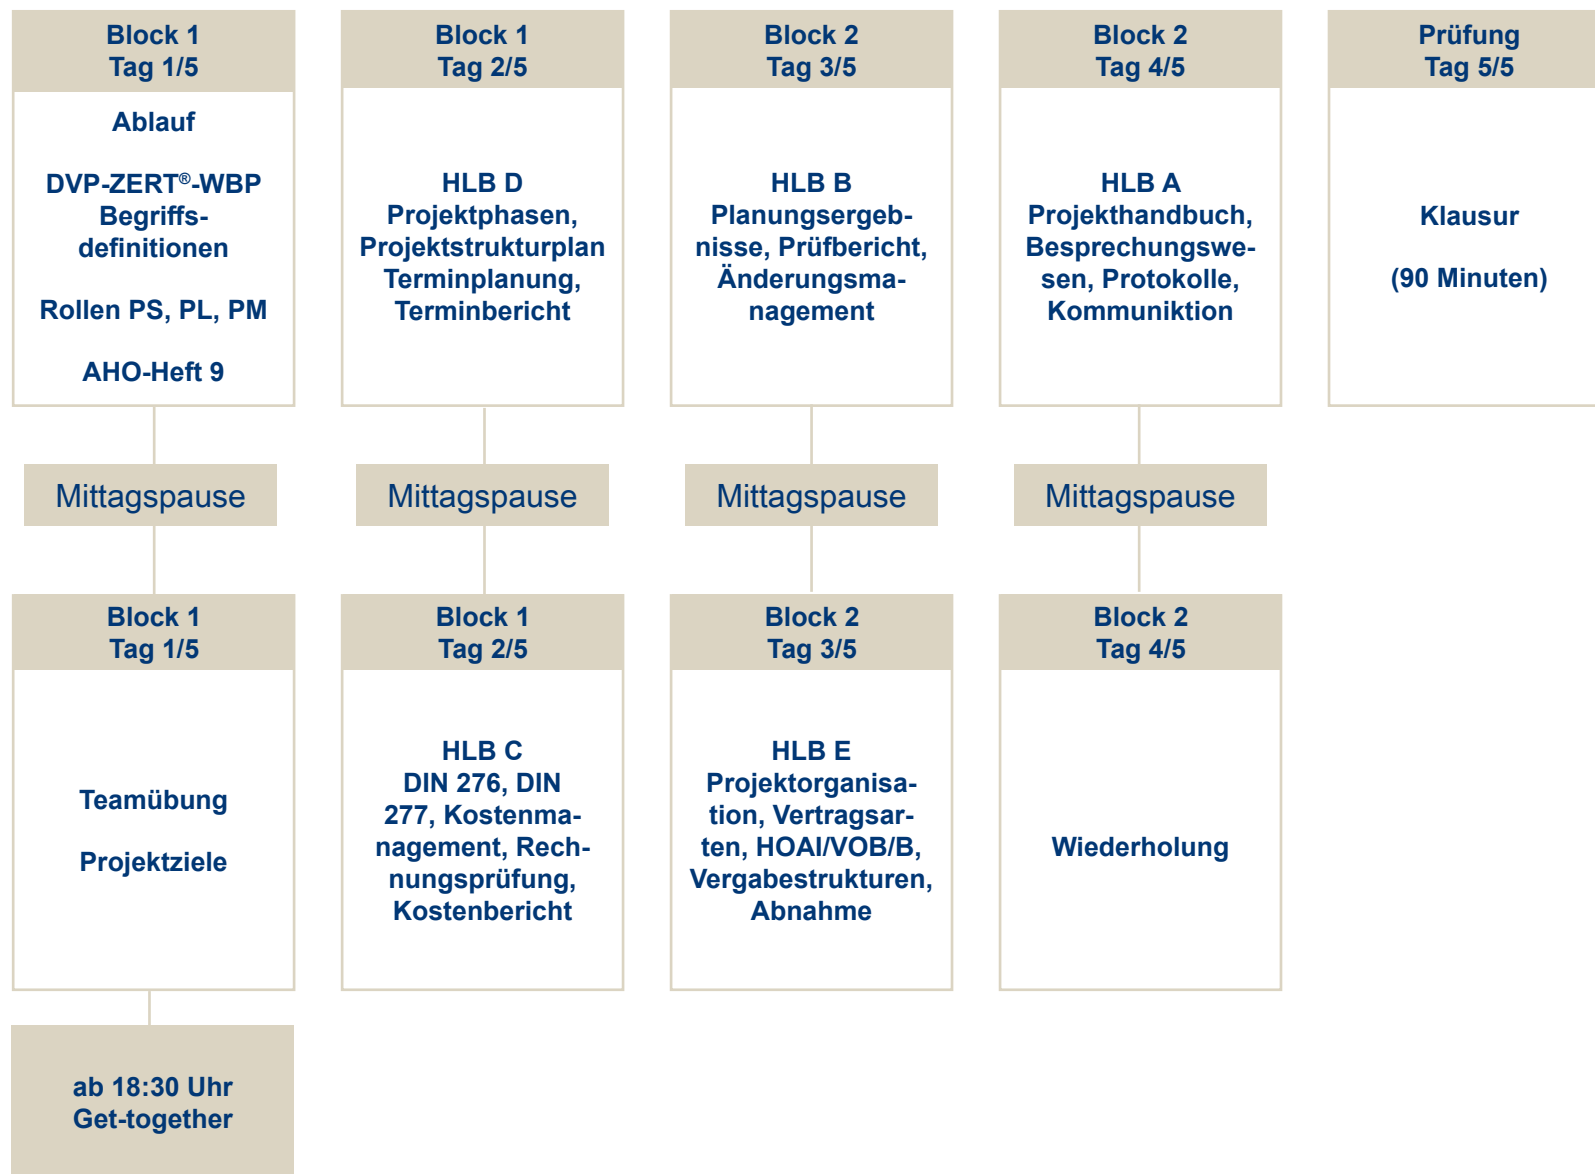 Block 1
Tag 1/5
Ablauf
DVP-ZERT®-WBP
Begriffs-
definitionen
Rollen PS, PL, PM
AHO-Heft 9
Mittagspause
Block 1
Tag 1/5
Teamübung
Projektziele
ab 18:30 Uhr
Get-together
Block 1
Tag 2/5
HLB D
Projektphasen,
Projektstrukturplan
Terminplanung,
Terminbericht
Mittagspause
Block 1
Tag 2/5
HLB C
DIN 276, DIN
277, Kostenma-
nagement, Rech-
nungsprüfung,
Kostenbericht
Block 2
Tag 3/5
HLB B
Planungsergeb-
nisse, Prüfbericht,
Änderungsma-
nagement
Mittagspause
Block 2
Tag 3/5
HLB E
Projektorganisa-
tion, Vertragsar-
ten, HOAI/VOB/B,
Vergabestrukturen,
Abnahme
Block 2
Tag 4/5
HLB A
Projekthandbuch,
Besprechungswe-
sen, Protokolle,
Kommuniktion
Mittagspause
Block 2
Tag 4/5
Wiederholung
Prüfung
Tag 5/5
Klausur
(90 Minuten)